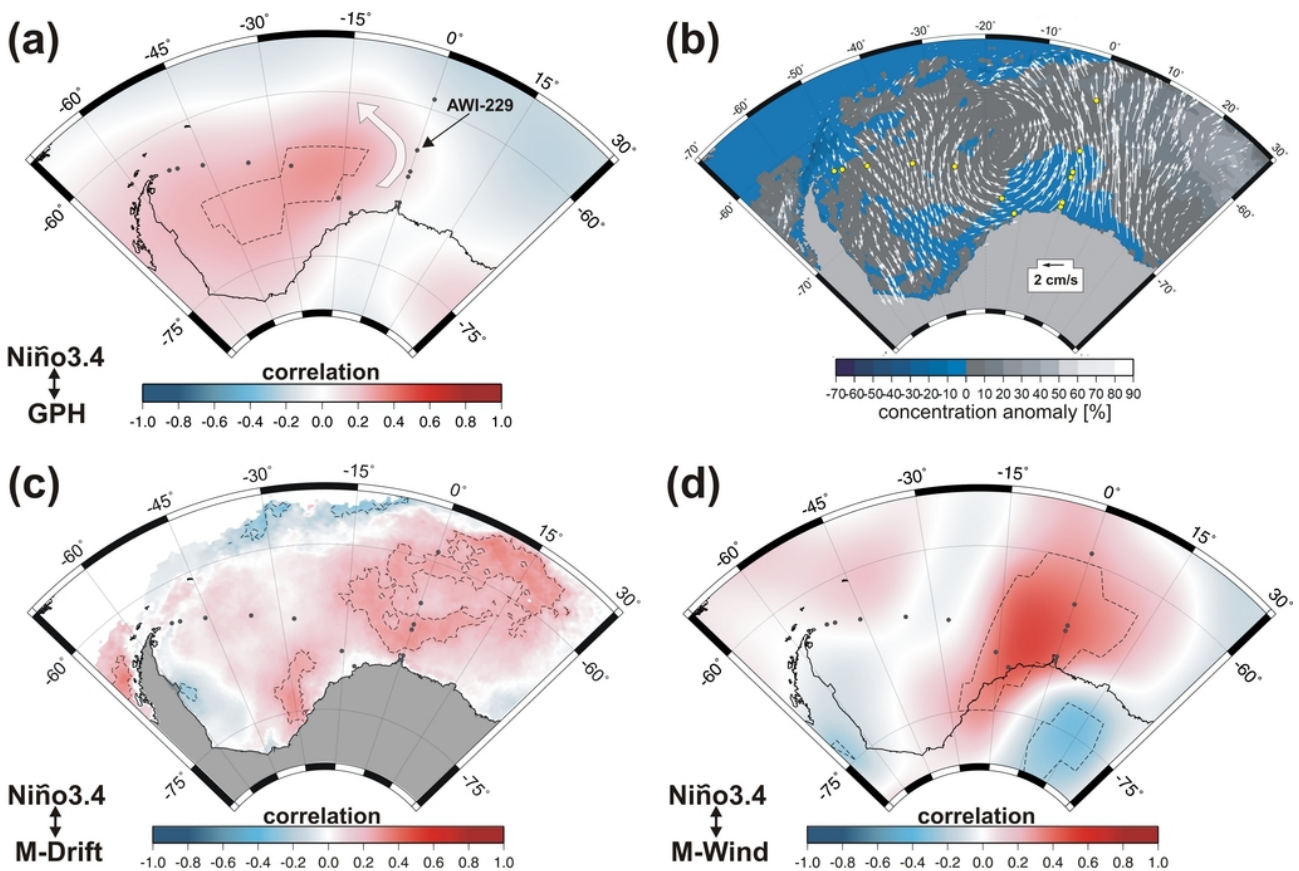 (a)
-60° -45° -30° -15° 0° 15° 30°
AWI-229
-60° -60°
-75° -75°
Niño3.4
GPH
correlation
-1.0 -0.8 -0.6 -0.4 -0.2 0.0 0.2 0.4 0.6 0.8 1.0
(b)
-70° -60° -50° -40° -30° -20° -10° 0° 10° 20° 30°
-60° -60°
-70° -70°
2 cm/s
-70 -60 -50 -40 -30 -20 -10 0 10 20 30 40 50 60 70 80 90
concentration anomaly [%]
(c)
-60° -45° -30° -15° 0° 15° 30°
-60° -60°
-75° -75°
Niño3.4
M-Drift
correlation
-1.0 -0.8 -0.6 -0.4 -0.2 0.0 0.2 0.4 0.6 0.8 1.0
(d)
-60° -45° -30° -15° 0° 15° 30°
-60° -60°
-75° -75°
Niño3.4
M-Wind
correlation
-1.0 -0.8 -0.6 -0.4 -0.2 0.0 0.2 0.4 0.6 0.8 1.0